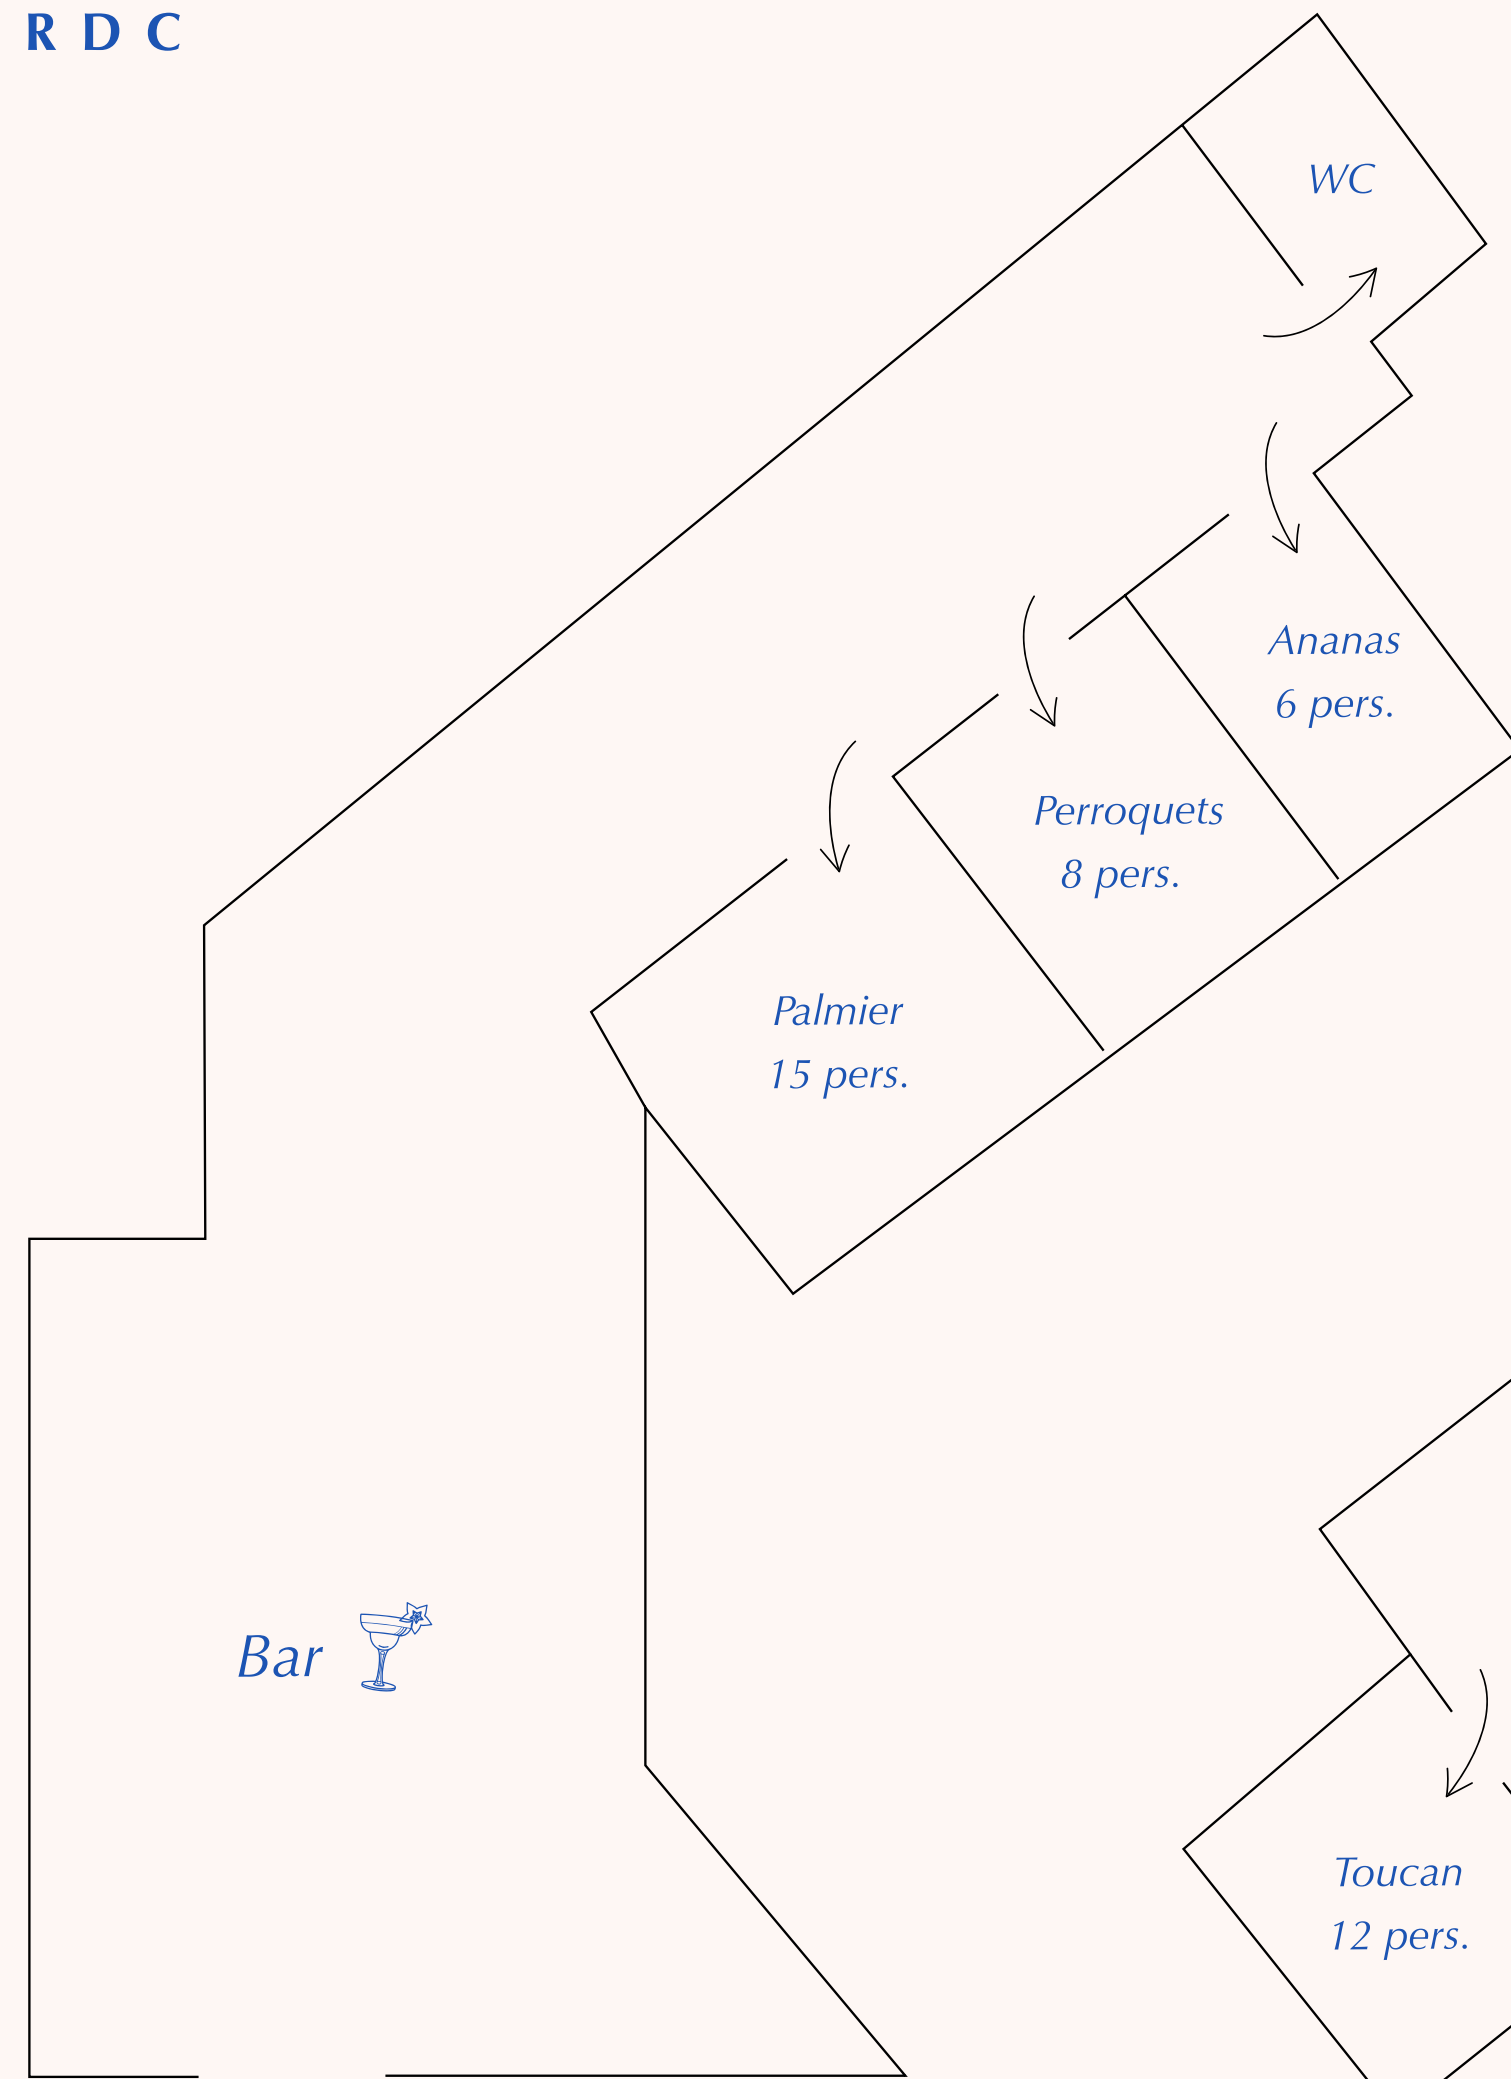 R D C
WC
Ananas
6 pers.
Perroquets
8 pers.
Palmier
15 pers.
Bar
Toucan
12 pers.